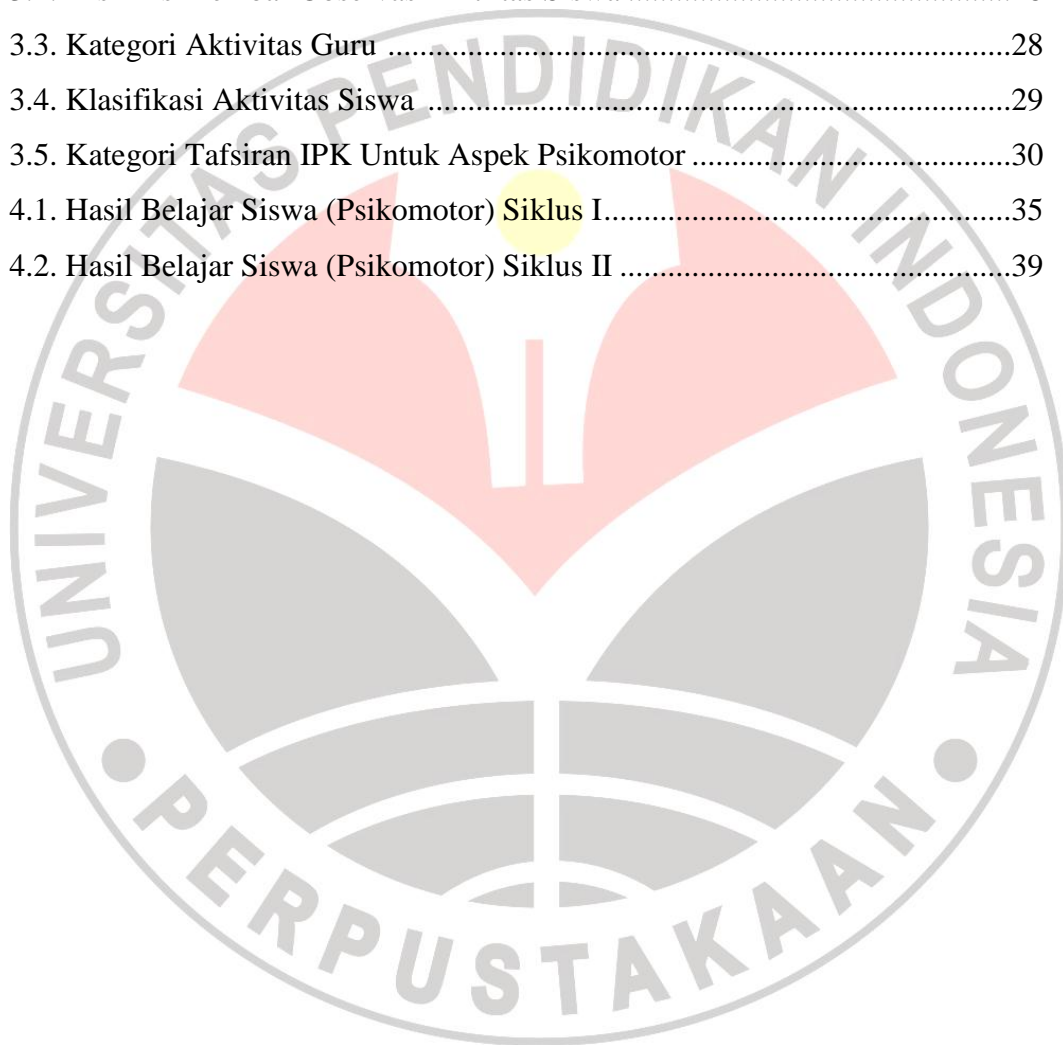 3.3. Kategori Aktivitas Guru ........................................................................28
3.4. Klasifikasi Aktivitas Siswa ...................................................................29
3.5. Kategori Tafsiran IPK Untuk Aspek Psikomotor .....................................30
4.1. Hasil Belajar Siswa (Psikomotor) Siklus I...............................................35
4.2. Hasil Belajar Siswa (Psikomotor) Siklus II .............................................39
UNIVERSITAS PENDIDIKAN INDONESIA
PERPUSTAKAAN